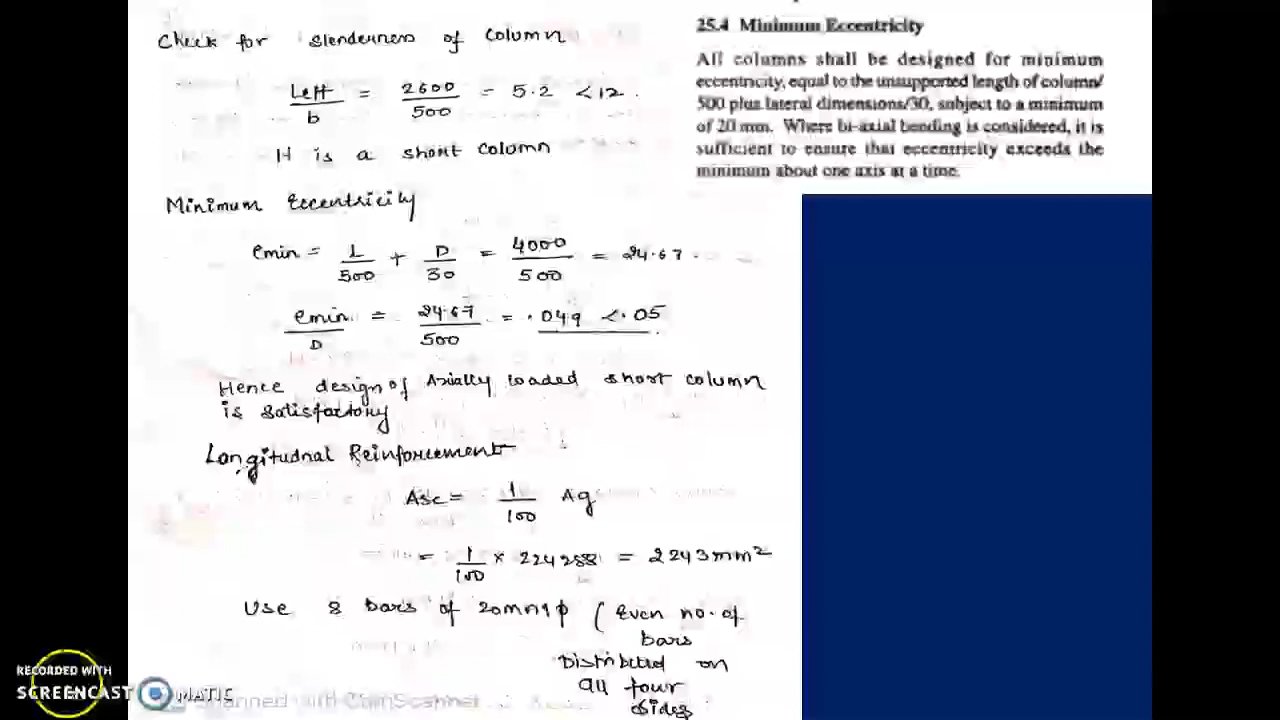 Check for slenderness of column
Leff/b = 2600/500 = 5.2 < 12.
It is a short column
Minimum Eccentricity
emin = L/500 + D/30 = 4000/500 = 24.67
emin/D = 24.67/500 = .049 < .05
Hence design of Axially loaded short column
is satisfactory
Longitudnal Reinforcement
Asc = 1/100 Ag
= 1/100 × 224288 = 2243mm²
Use 8 bars of 20mm φ (Even no. of
bars
Distributed on
all four
sides
25.4 Minimum Eccentricity
All columns shall be designed for minimum
eccentricity, equal to the unsupported length of column/
500 plus lateral dimensions/30, subject to a minimum
of 20 mm. Where bi-axial bending is considered, it is
sufficient to ensure that eccentricity exceeds the
minimum about one axis at a time.
RECORDED WITH
SCREENCAST MATIC
Scanned with CamScanner